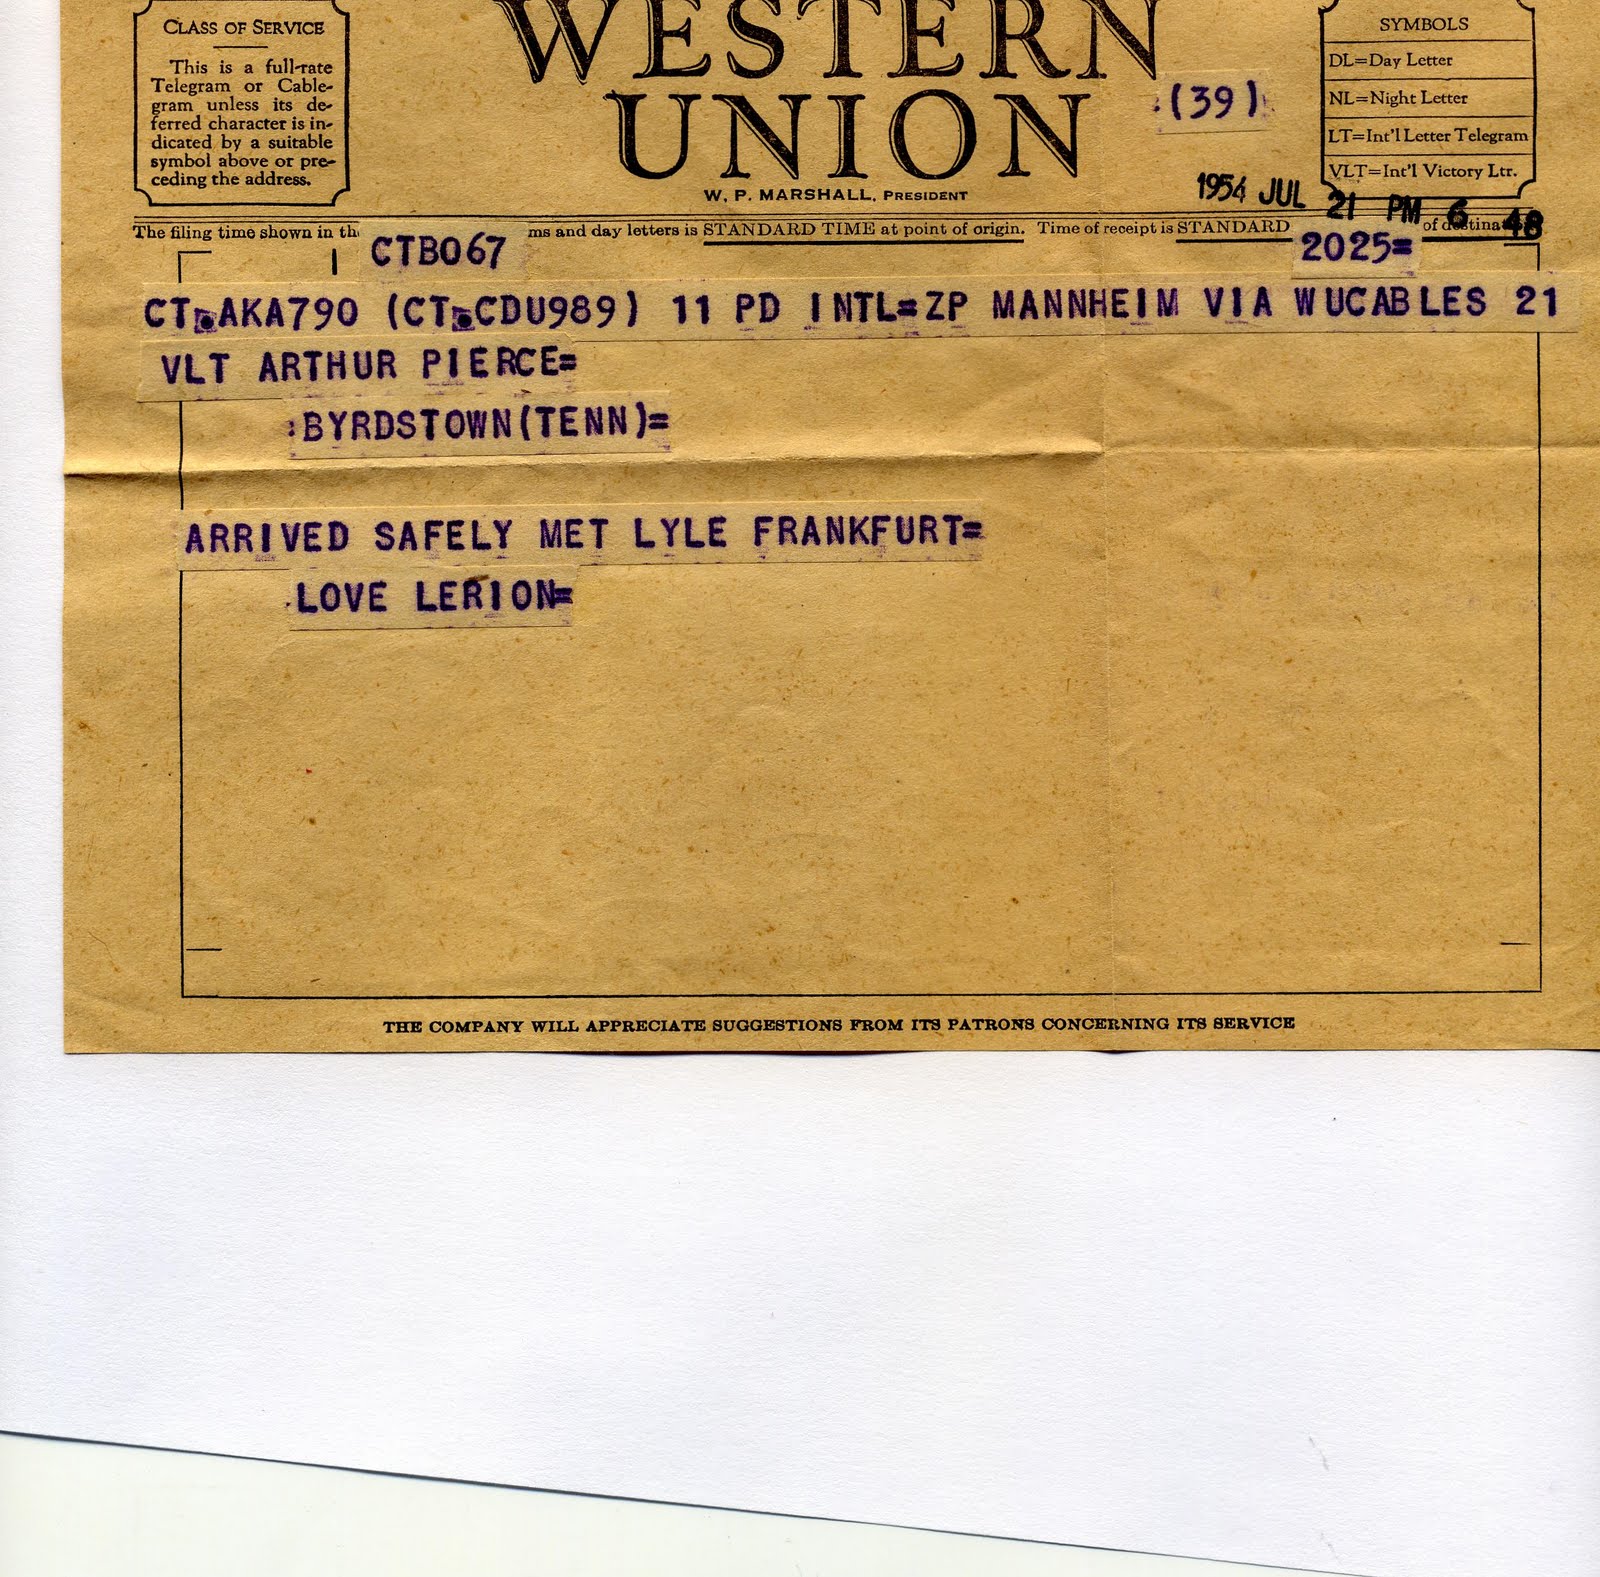 CLASS OF SERVICE
This is a full-rate
Telegram or Cable-
gram unless its de-
ferred character is in-
dicated by a suitable
symbol above or pre-
ceding the address.
WESTERN
UNION
W. P. MARSHALL, PRESIDENT
(39)
SYMBOLS
DL=Day Letter
NL=Night Letter
LT=Int'l Letter Telegram
VLT=Int'l Victory Ltr.
1954 JUL 21 PM 6 48
The filing time shown in th ms and day letters is STANDARD TIME at point of origin. Time of receipt is STANDARD of destina
CTB067 2025=
CT AKA790 (CT CDU989) 11 PD INTL=ZP MANNHEIM VIA WUCABLES 21
VLT ARTHUR PIERCE=
:BYRDSTOWN(TENN)=
ARRIVED SAFELY MET LYLE FRANKFURT=
LOVE LERION=
THE COMPANY WILL APPRECIATE SUGGESTIONS FROM ITS PATRONS CONCERNING ITS SERVICE